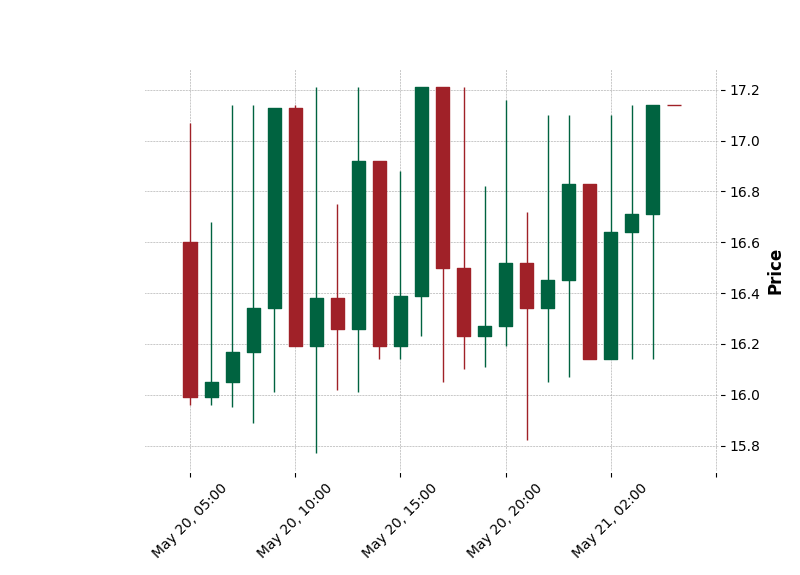 17.2
17.0
16.8
16.6
16.4
16.2
16.0
15.8
Price
May 20, 05:00
May 20, 10:00
May 20, 15:00
May 20, 20:00
May 21, 02:00